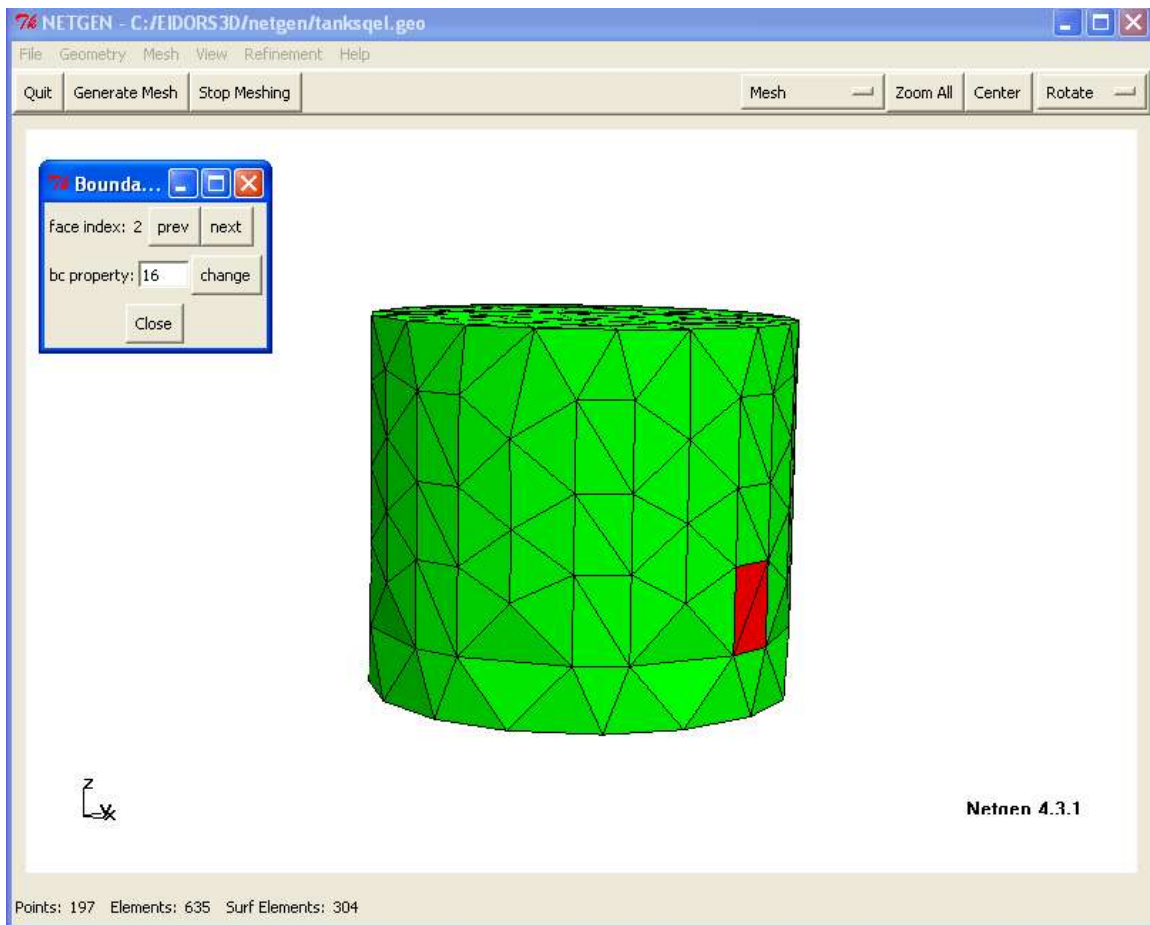 7% NETGEN - C:/EIDORS3D/netgen/tanksqel.geo
File Geometry Mesh View Refinement Help
Quit Generate Mesh Stop Meshing Mesh Zoom All Center Rotate
7% Bounda...
face index: 2 prev next
bc property: 16 change
Close
Z
Netgen 4.3.1
Points: 197 Elements: 635 Surf Elements: 304